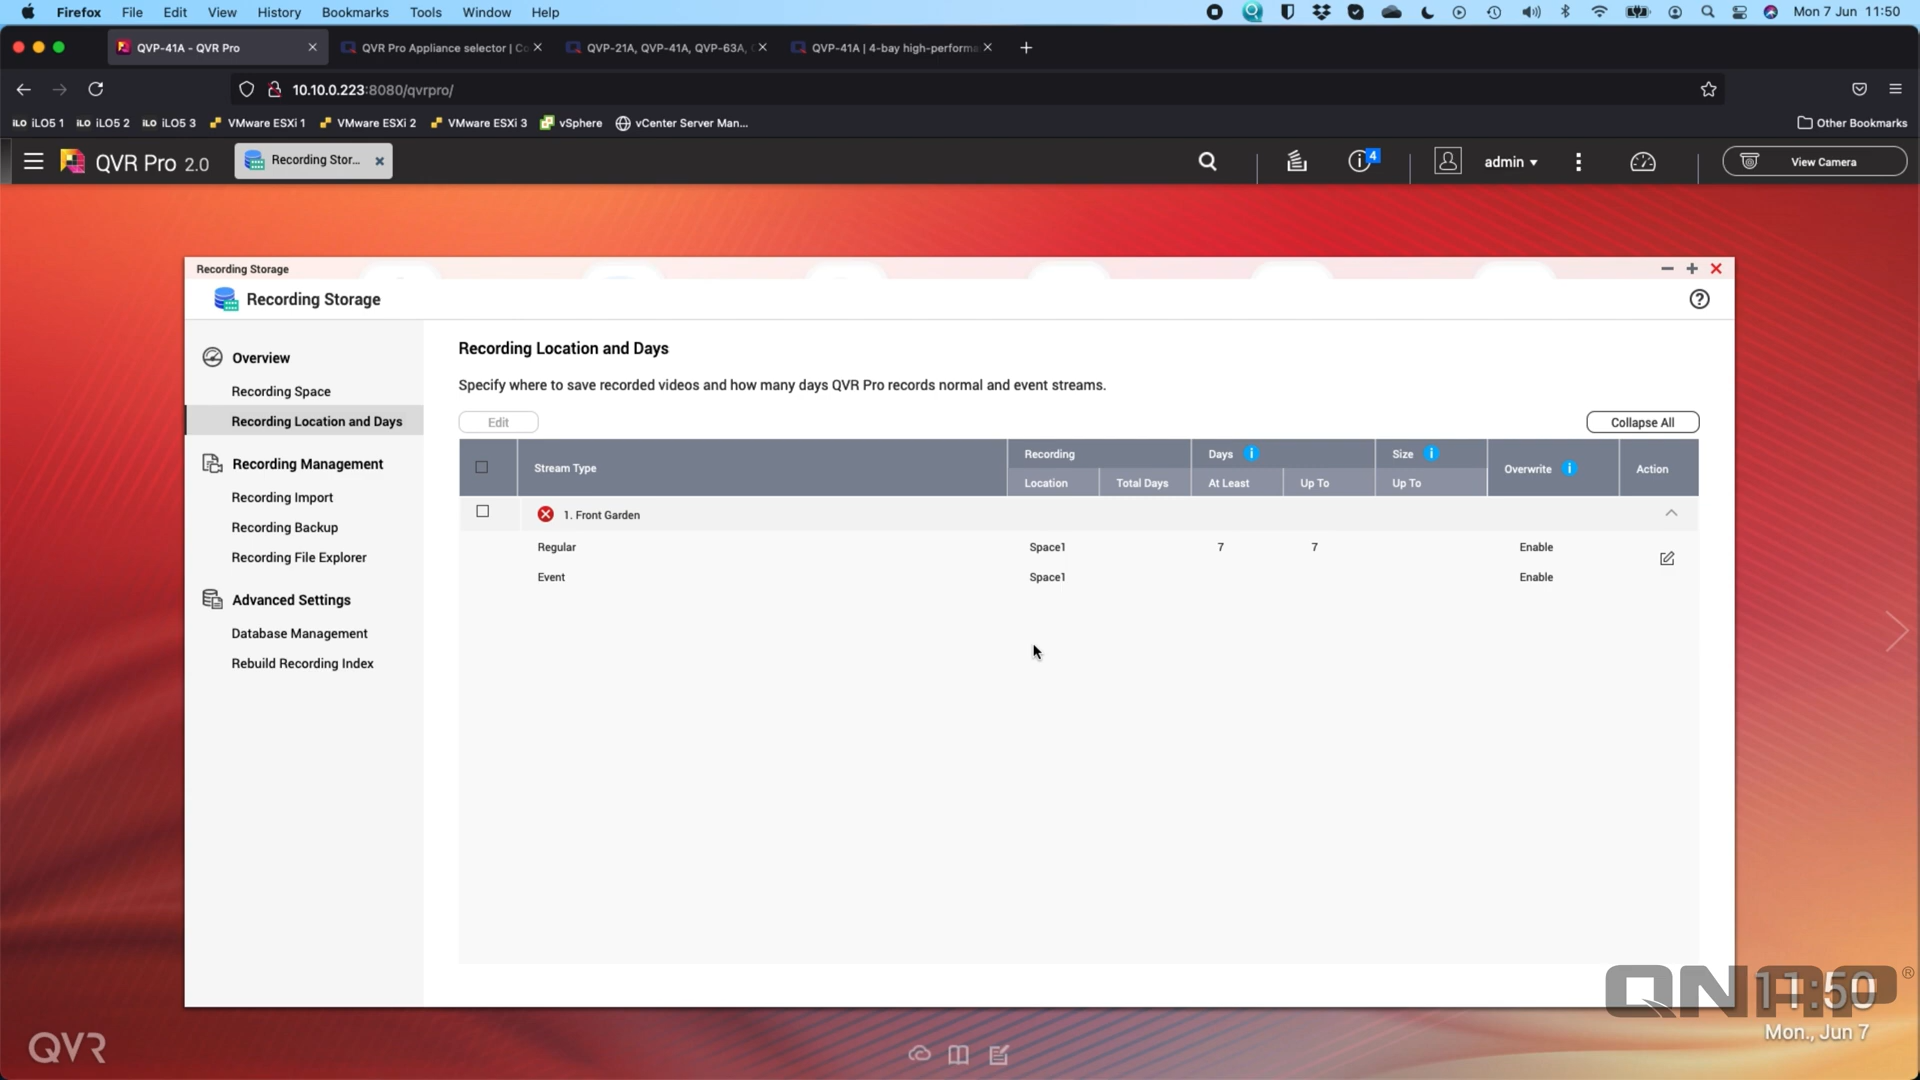 Firefox File Edit View History Bookmarks Tools Window Help Mon 7 Jun 11:50
QVP-41A - QVR Pro QVR Pro Appliance selector | Co QVP-21A, QVP-41A, QVP-63A, QVP-41A | 4-bay high-performa
10.10.0.223:8080/qvrpro/
iLO iLO5 1 iLO iLO5 2 iLO iLO5 3 VMware ESXi 1 VMware ESXi 2 VMware ESXi 3 vSphere vCenter Server Man... Other Bookmarks
QVR Pro 2.0 Recording Stor... 4 admin View Camera
Recording Storage
Recording Storage
Overview
Recording Space
Recording Location and Days
Recording Management
Recording Import
Recording Backup
Recording File Explorer
Advanced Settings
Database Management
Rebuild Recording Index
Recording Location and Days
Specify where to save recorded videos and how many days QVR Pro records normal and event streams.
Edit Collapse All
Stream Type Recording Days Size Overwrite Action
Location Total Days At Least Up To Up To
1. Front Garden
Regular Space1 7 7 Enable
Event Space1 Enable
QNAP®
11:50
Mon., Jun 7
QVR